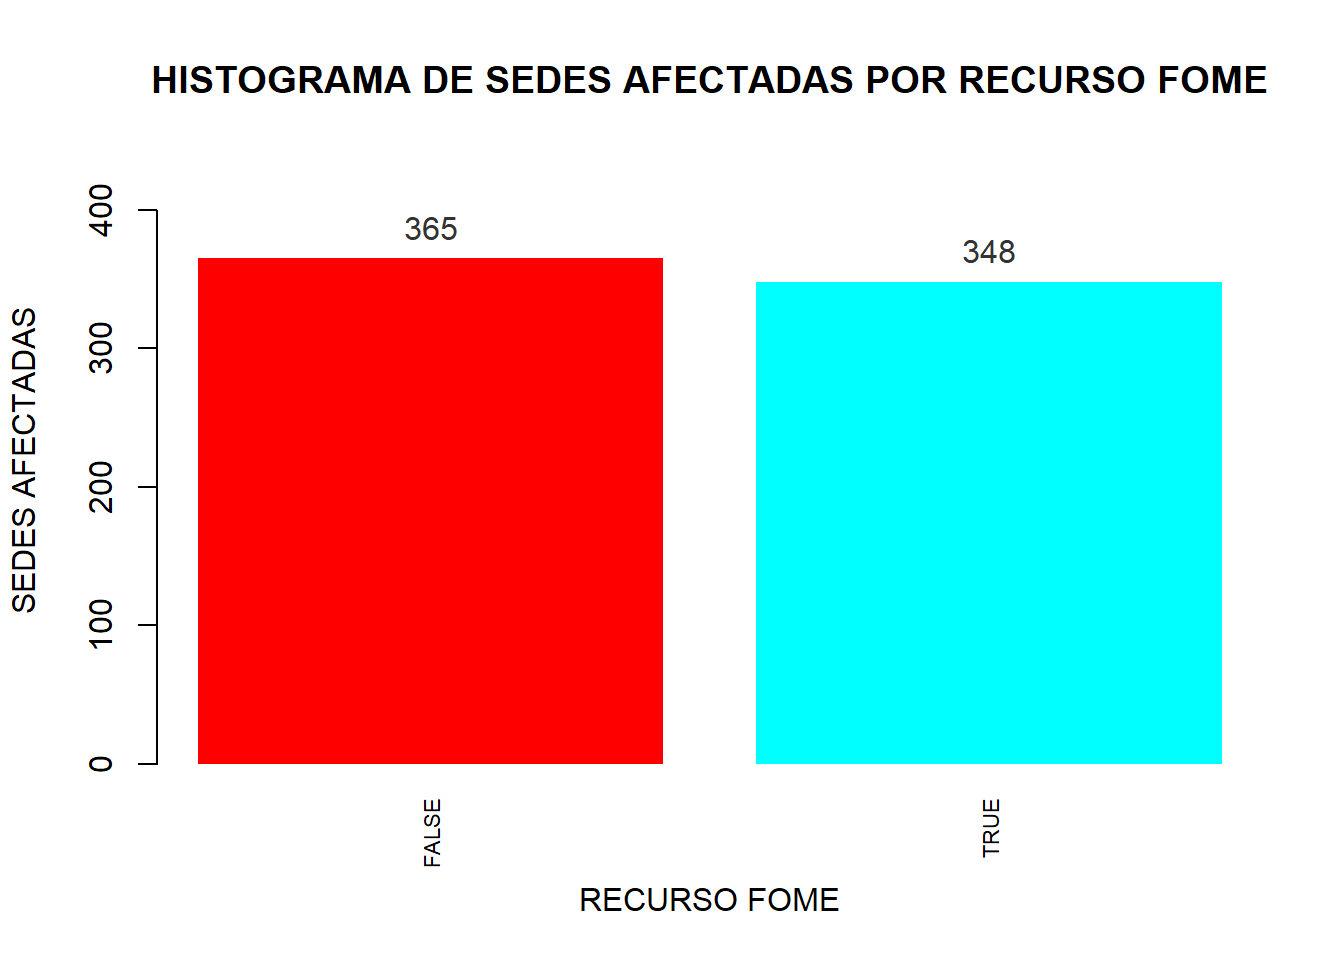 HISTOGRAMA DE SEDES AFECTADAS POR RECURSO FOME
SEDES AFECTADAS
400
300
200
100
0
365
348
FALSE
TRUE
RECURSO FOME